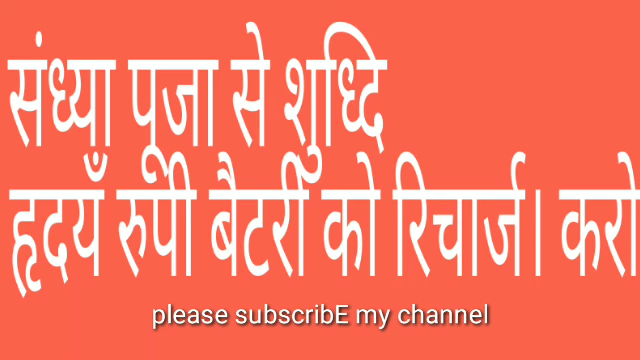 संध्या पूजा से शुध्दि
हृदयँ रुपी बैटरी को रिचार्ज। करो
please subscribE my channel